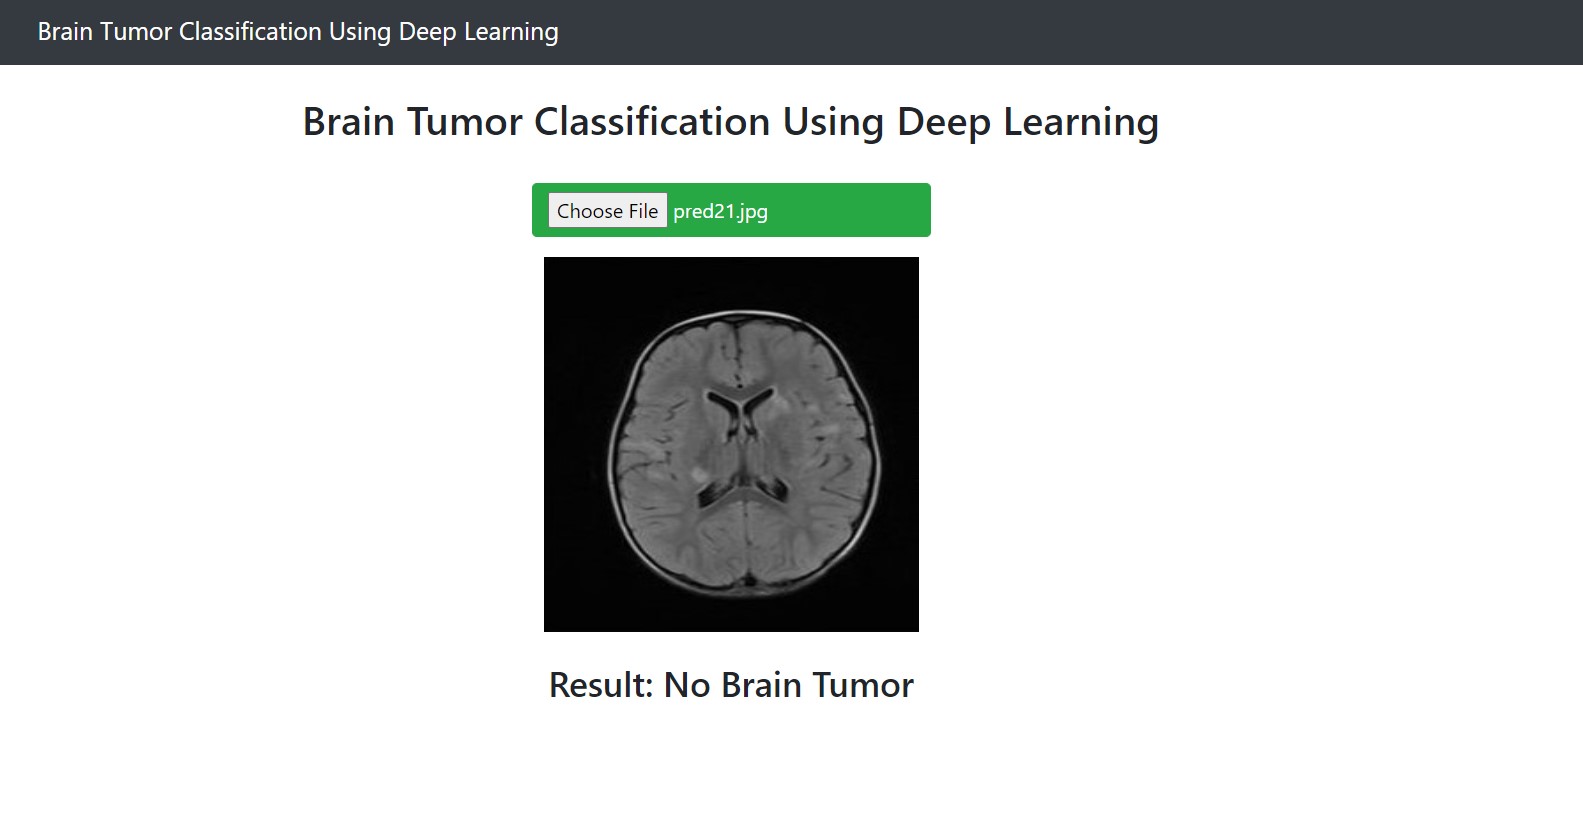 Brain Tumor Classification Using Deep Learning
Brain Tumor Classification Using Deep Learning
Choose File pred21.jpg
Result: No Brain Tumor